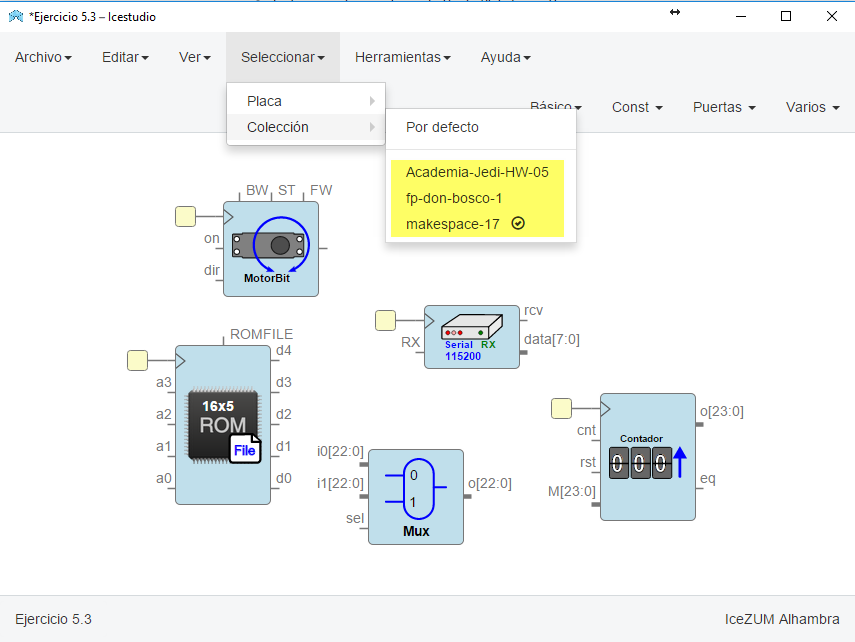 *Ejercicio 5.3 – Icestudio
Archivo Editar Ver Seleccionar Herramientas Ayuda
Básico Const Puertas Varios
Placa
Colección
Por defecto
Academia-Jedi-HW-05
fp-don-bosco-1
makespace-17
BW ST FW
on
dir
MotorBit
ROMFILE
a3
a2
a1
a0
16x5
ROM
File
d4
d3
d2
d1
d0
RX
Serial RX
115200
rcv
data[7:0]
i0[22:0]
i1[22:0]
sel
0
1
Mux
o[22:0]
cnt
rst
M[23:0]
Contador
0 0 0
o[23:0]
eq
Ejercicio 5.3
IceZUM Alhambra